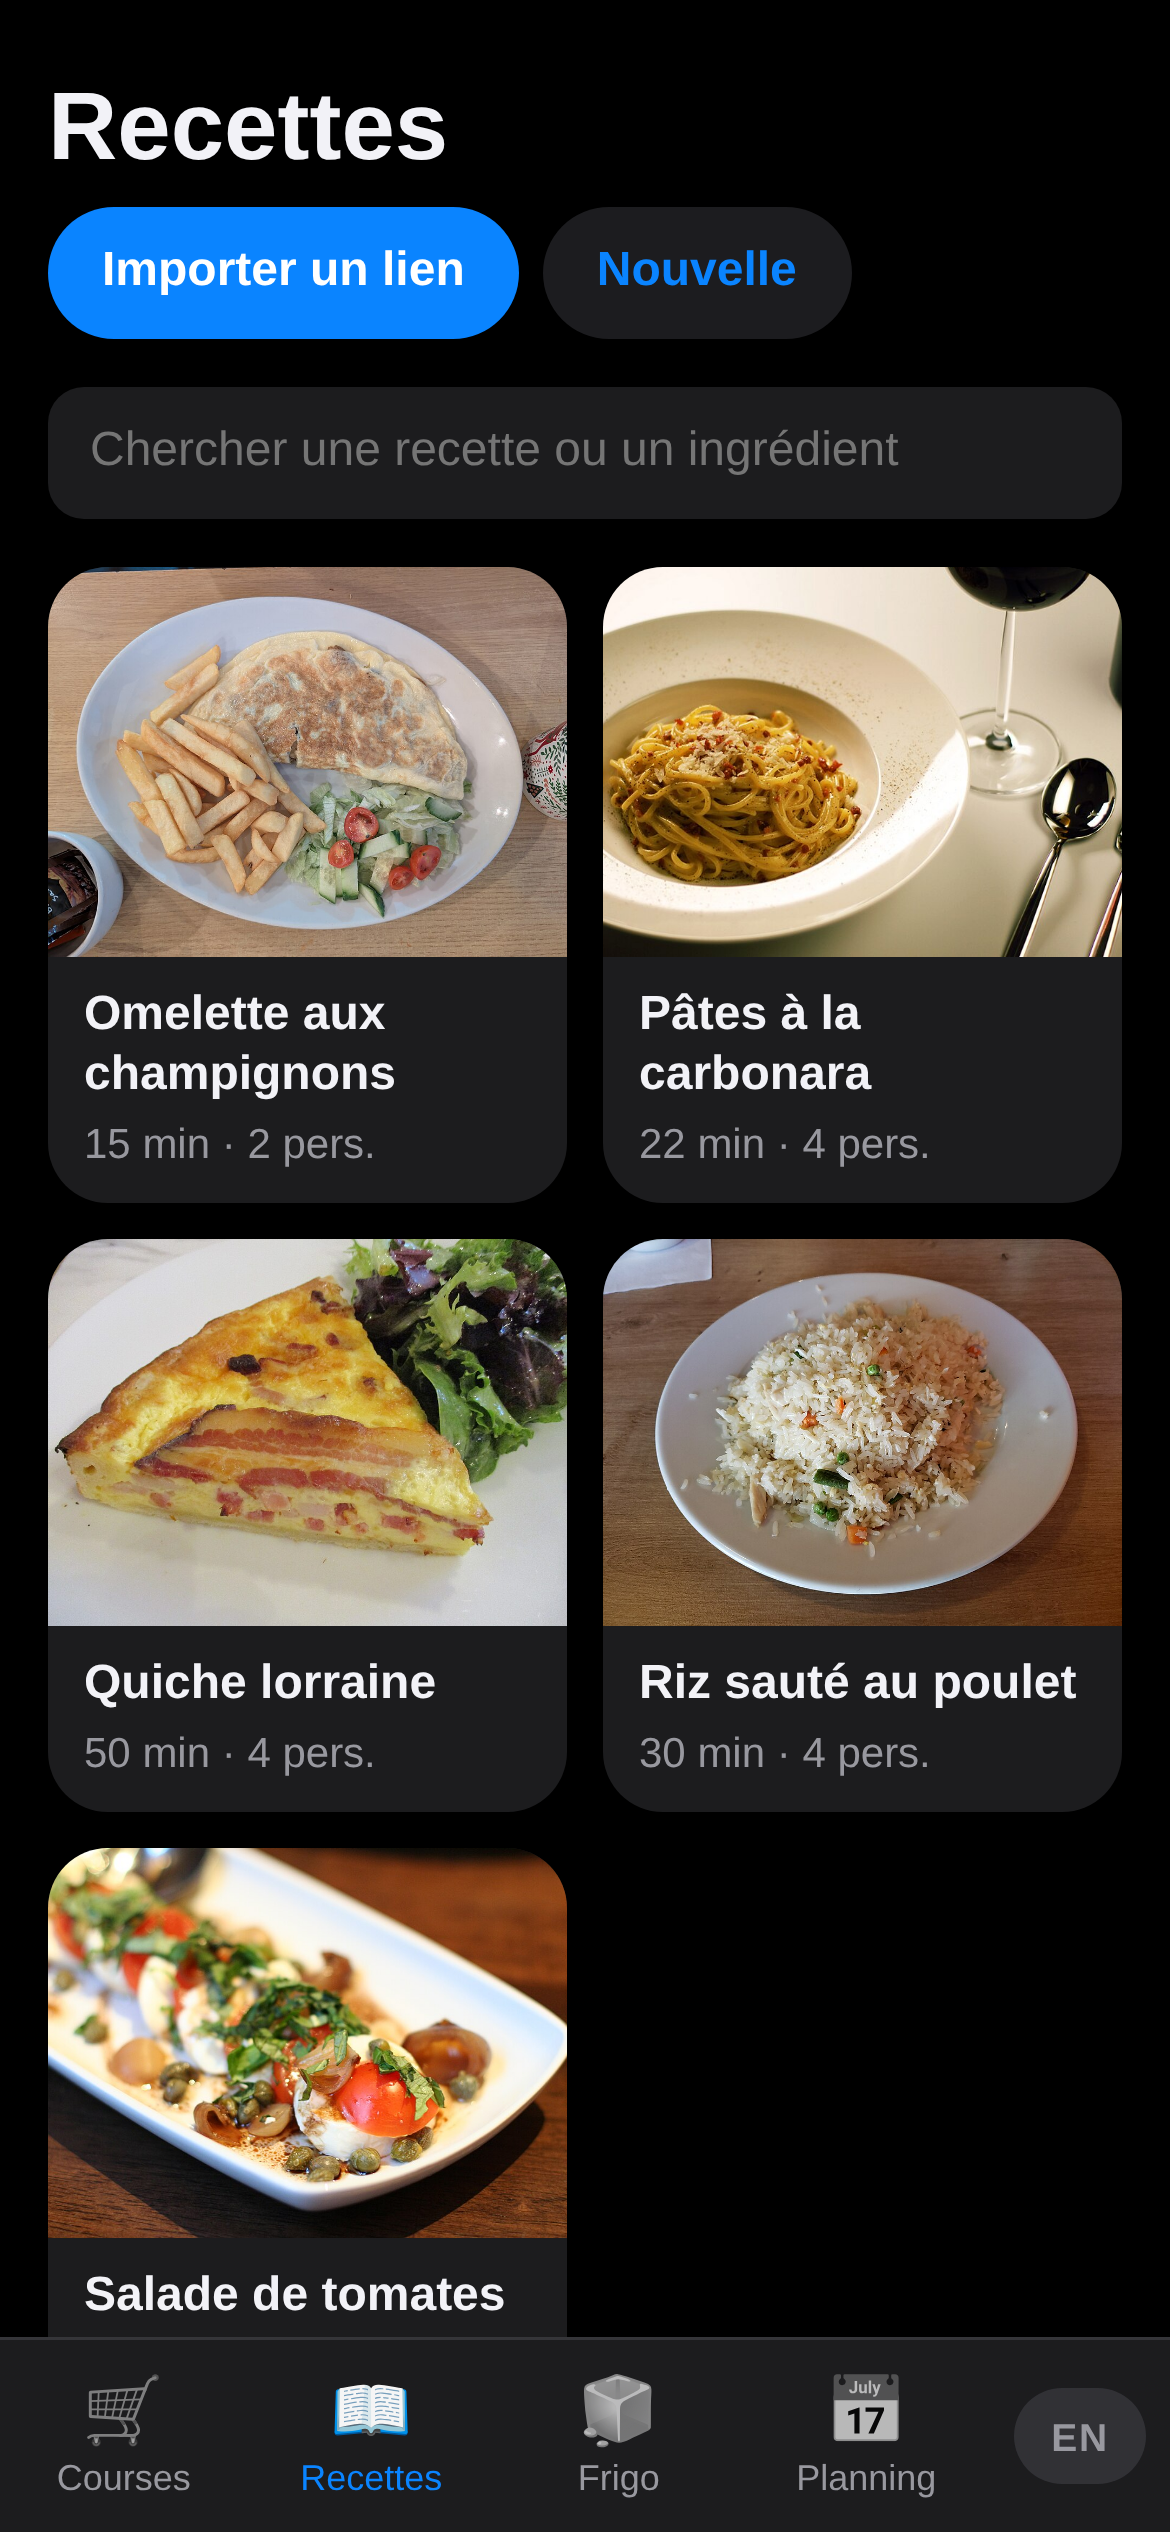 Recettes
Importer un lien
Nouvelle
Chercher une recette ou un ingrédient
Omelette aux
champignons
15 min · 2 pers.
Pâtes à la
carbonara
22 min · 4 pers.
Quiche lorraine
50 min · 4 pers.
Riz sauté au poulet
30 min · 4 pers.
Salade de tomates
July
17
Courses
Recettes
Frigo
Planning
EN